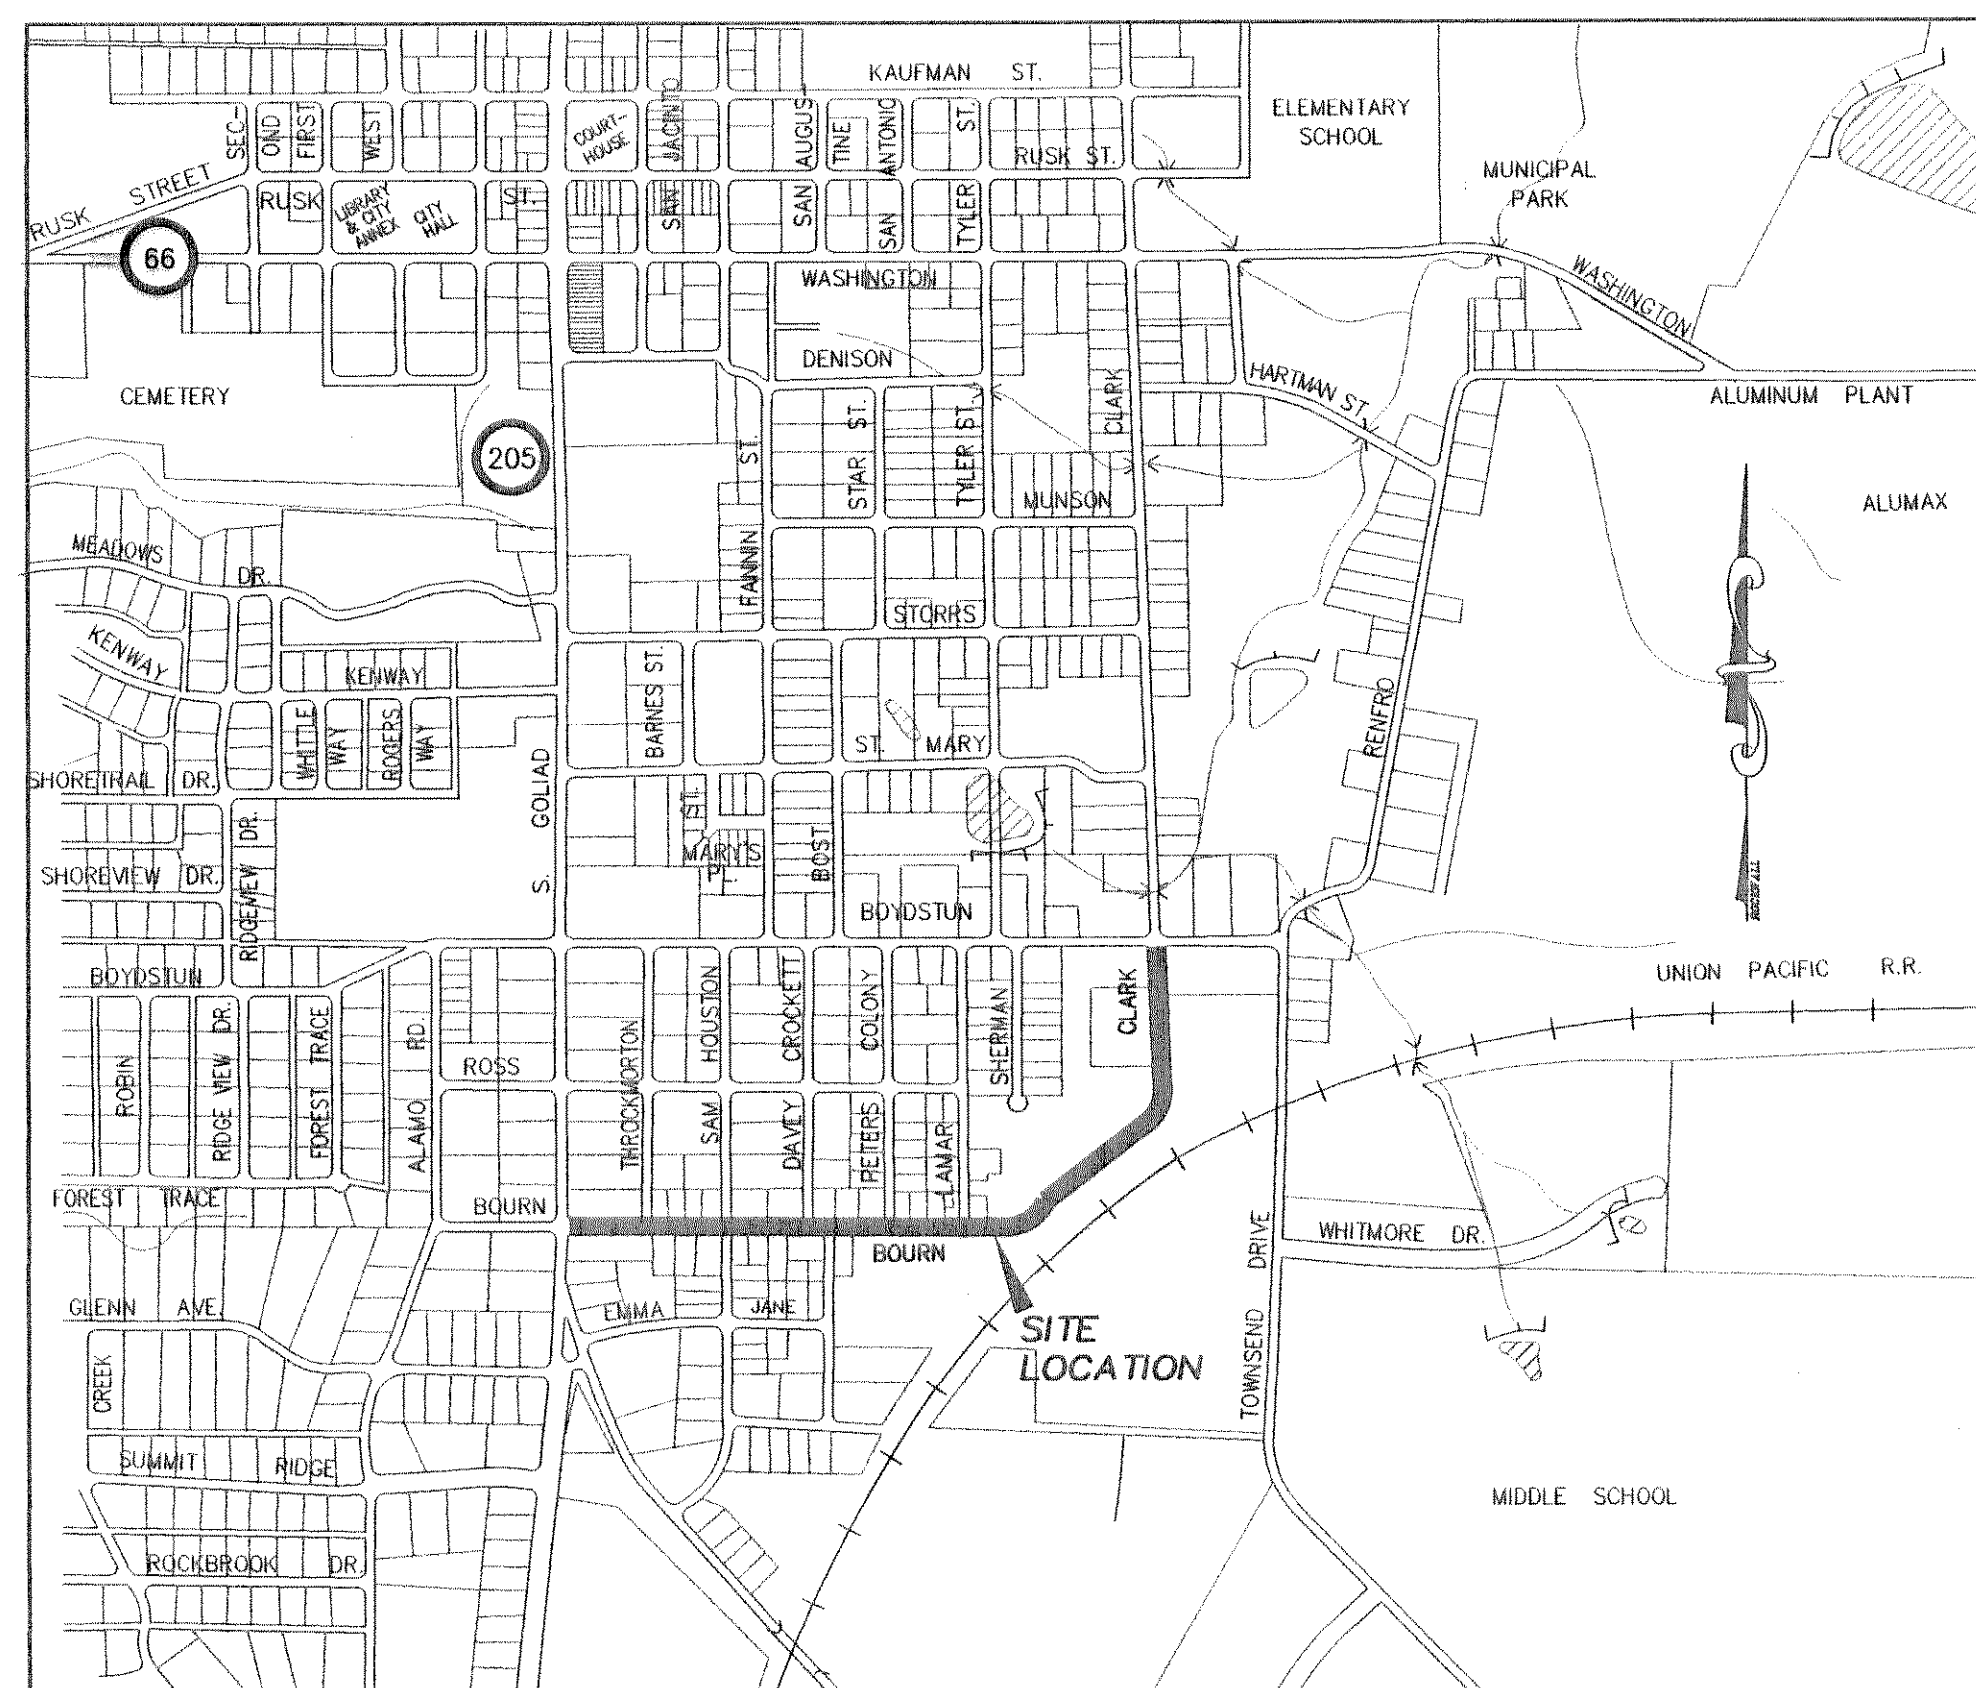 KAUFMAN ST.
ELEMENTARY
SCHOOL
MUNICIPAL
PARK
SEC-
OND
FIRST
WEST
COURT-
HOUSE
JACINTO
SAN
SAN AUGUS-
TINE
SAN ANTONIO
TYLER ST.
RUSK ST.
RUSK STREET
RUSK
ST.
LIBRARY
& CITY
ANNEX
CITY
HALL
66
WASHINGTON
WASHINGTON
DENISON
HARTMAN ST.
CLARK
ALUMINUM PLANT
CEMETERY
205
FANNIN ST.
STAR ST.
TYLER ST.
MUNSON
ALUMAX
MEADOWS DR.
STORRS
KENWAY
KENWAY
BARNES ST.
WHITTLE
WAY
ROGERS
WAY
ST. MARY
RENFRO
SHORETRAIL DR.
S. GOLIAD
ST.
MARY'S
PL.
BOST
SHOREVIEW DR.
RIDGEVIEW DR.
BOYDSTUN
ROCKWALL
BOYDSTUN
UNION PACIFIC R.R.
ROBIN
RIDGE VIEW DR.
FOREST TRACE
ALAMO RD.
ROSS
THROCKMORTON
SAM HOUSTON
DAVEY CROCKETT
PETERS COLONY
LAMAR
SHERMAN
CLARK
FOREST TRACE
BOURN
BOURN
TOWNSEND DRIVE
WHITMORE DR.
GLENN AVE.
EMMA JANE
SITE
LOCATION
CREEK
SUMMIT RIDGE
MIDDLE SCHOOL
ROCKBROOK DR.